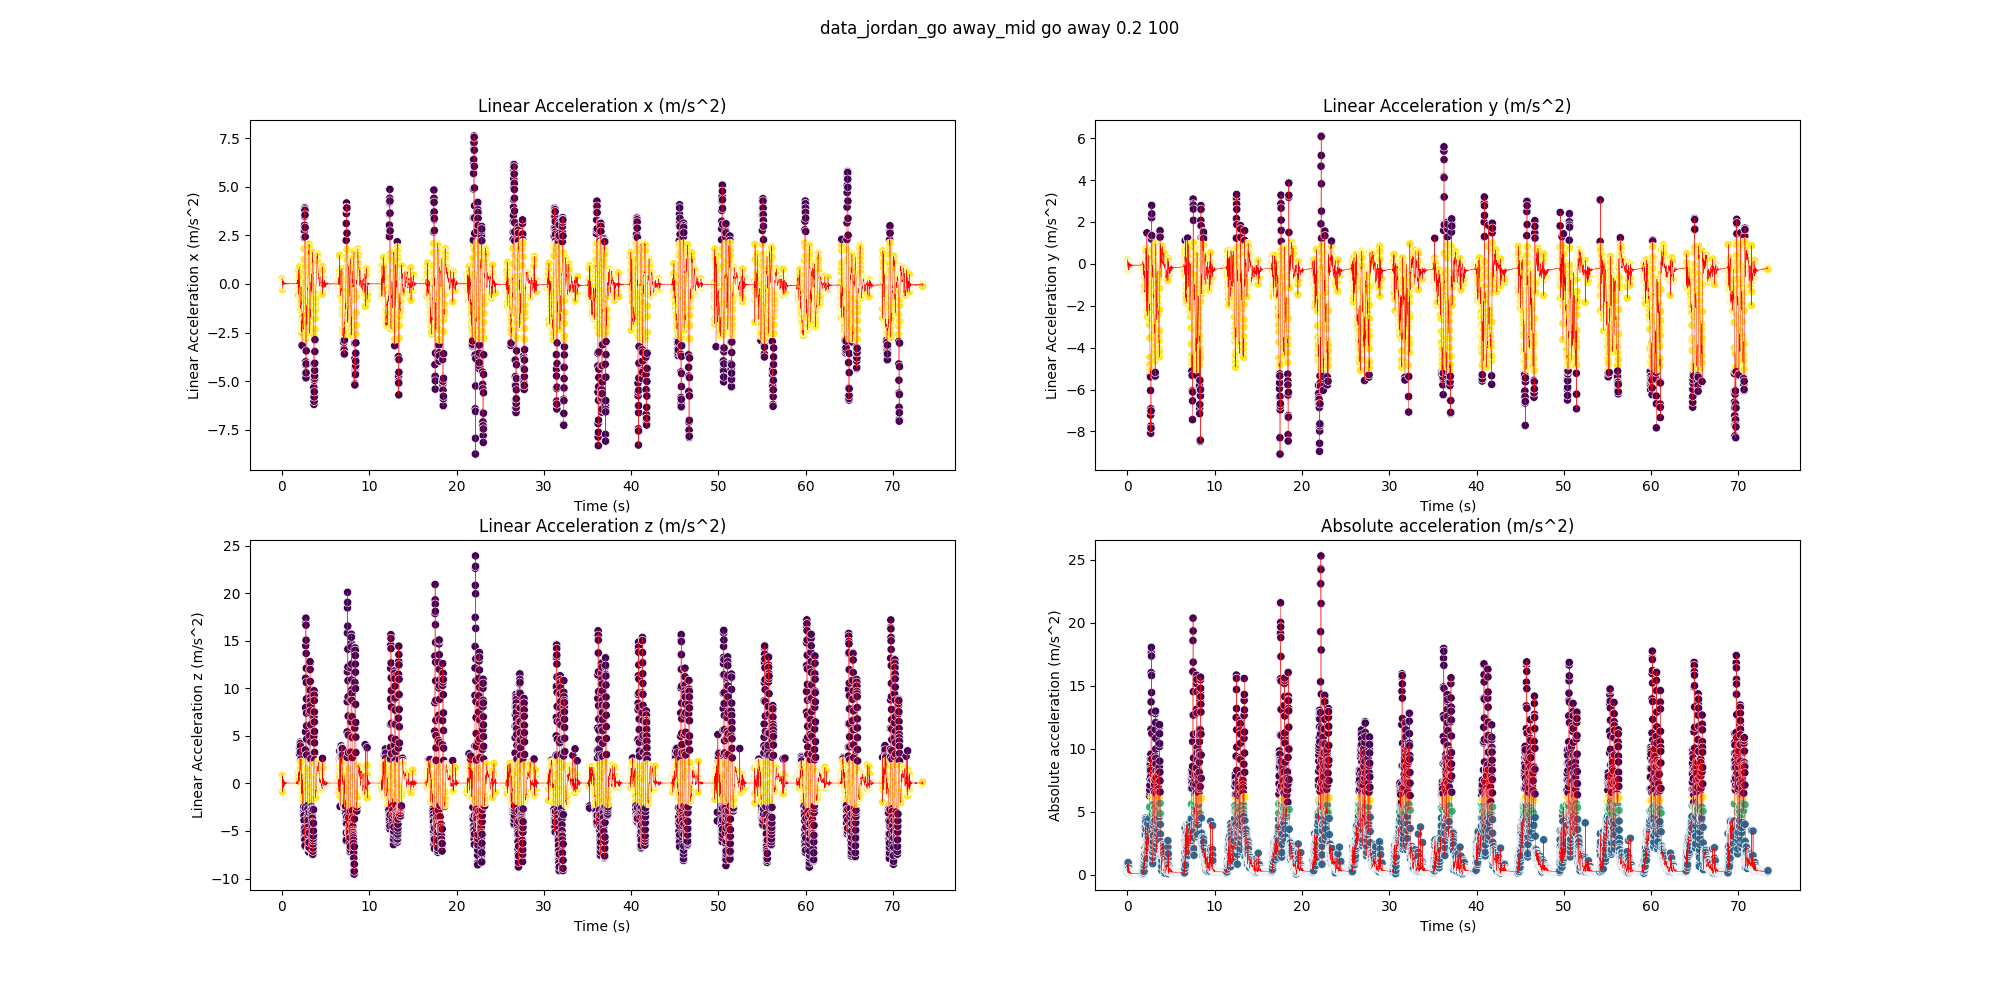 data_jordan_go away_mid go away 0.2 100
Linear Acceleration x (m/s^2)
Linear Acceleration x (m/s^2)
7.5
5.0
2.5
0.0
−2.5
−5.0
−7.5
0 10 20 30 40 50 60 70
Time (s)
Linear Acceleration y (m/s^2)
Linear Acceleration y (m/s^2)
6
4
2
0
−2
−4
−6
−8
0 10 20 30 40 50 60 70
Time (s)
Linear Acceleration z (m/s^2)
Linear Acceleration z (m/s^2)
25
20
15
10
5
0
−5
−10
0 10 20 30 40 50 60 70
Time (s)
Absolute acceleration (m/s^2)
Absolute acceleration (m/s^2)
25
20
15
10
5
0
0 10 20 30 40 50 60 70
Time (s)